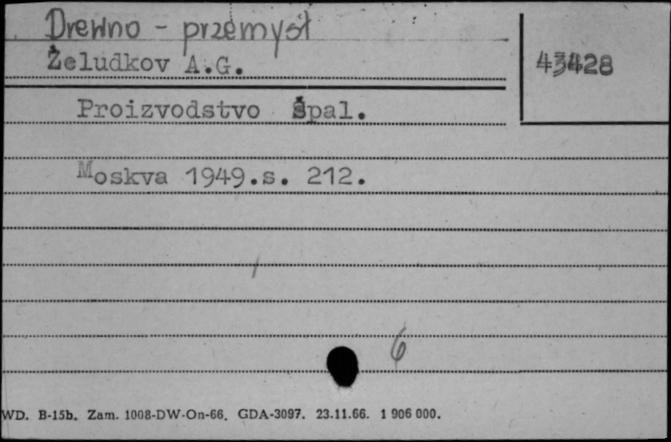 Drewno - przemysł
Želudkov A.G.
43428
Proizvodstvo špal.
Moskva 1949.s. 212.
6
WD. B-15b. Zam. 1008-DW-On-66. GDA-3097. 23.11.66. 1 906 000.